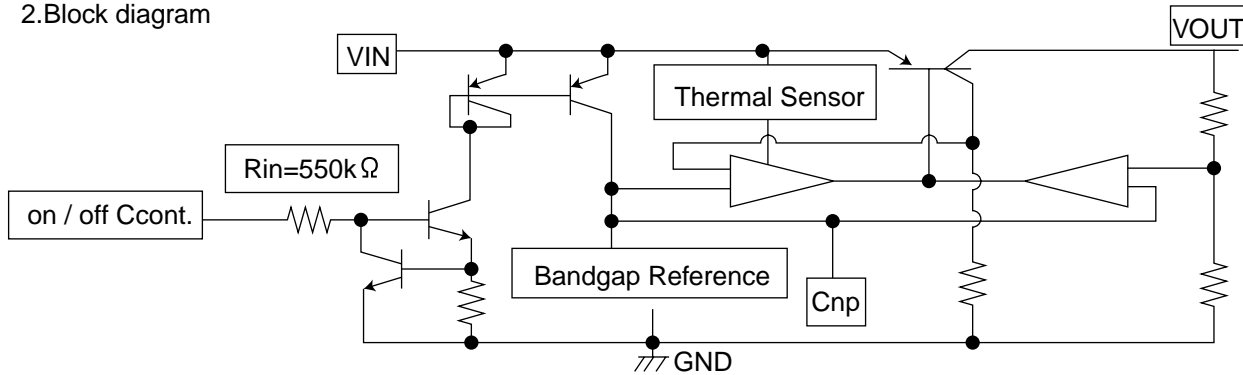 2.Block diagram
VIN
VOUT
Thermal Sensor
Rin=550kΩ
on / off Ccont.
Bandgap Reference
Cnp
GND